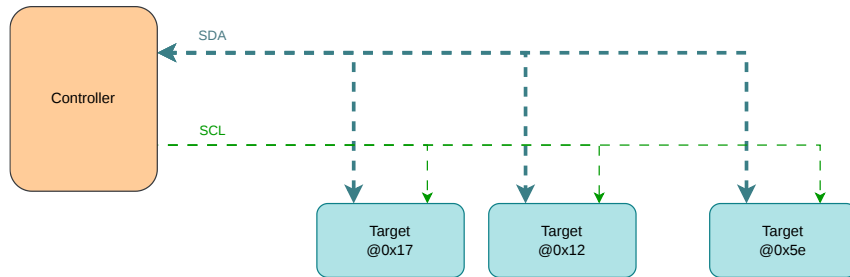 SDA
Controller
SCL
Target
@0x17
Target
@0x12
Target
@0x5e